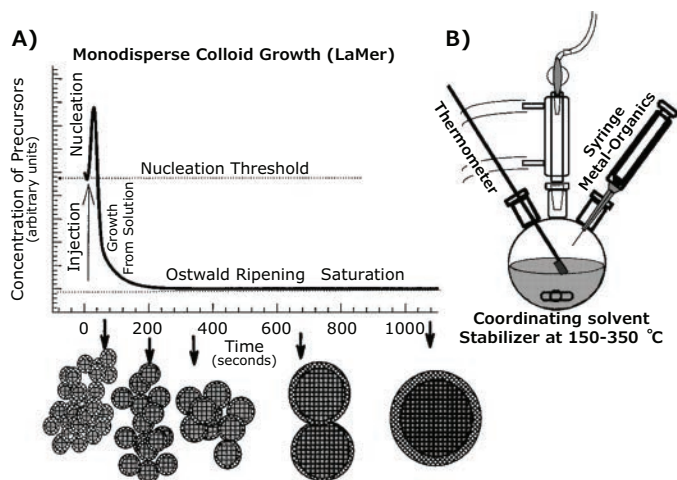 A)
Monodisperse Colloid Growth (LaMer)
Concentration of Precursors
(arbitrary units)
Nucleation
Nucleation Threshold
Injection
Growth
From Solution
Ostwald Ripening Saturation
0 200 400 600 800 1000
Time
(seconds)
B)
Thermometer
Syringe
Metal-Organics
Coordinating solvent
Stabilizer at 150-350 °C